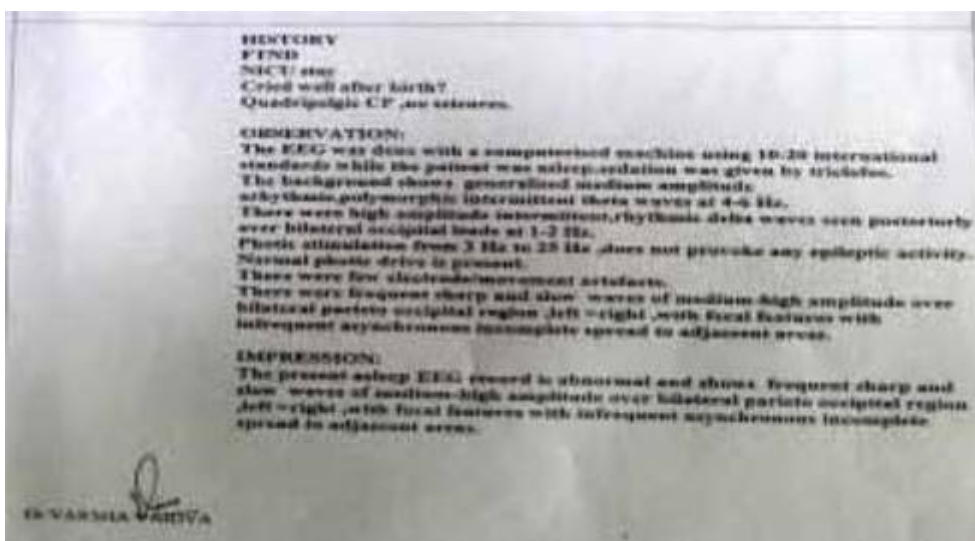 HISTORY
FTND
NICU stay
Cried well after birth?
Quadriplegic CP ,no seizures.
OBSERVATION:
The EEG was done with a computerised machine using 10-20 international
standards while the patient was asleep,sedation was given by triclofos.
The background shows generalised medium amplitude
arhythmic,polymorphic intermittent theta waves at 4-6 Hz.
There were high amplitude intermittent,rhythmic delta waves seen posteriorly
over bilateral occipital leads at 1-2 Hz.
Photic stimulation from 3 Hz to 25 Hz ,does not provoke any epileptic activity.
Normal photic drive is present.
There were few electrode/movement artefacts.
There were frequent sharp and slow waves of medium-high amplitude over
bilateral parieto occipital region ,left right ,with focal features with
infrequent asynchronous incomplete spread to adjascent areas.
IMPRESSION:
The present asleep EEG record is abnormal and shows frequent sharp and
slow waves of medium-high amplitude over bilateral parieto occipital region
,left right ,with focal features with infrequent asynchronous incomplete
spread to adjascent areas.
Dr VARSHA